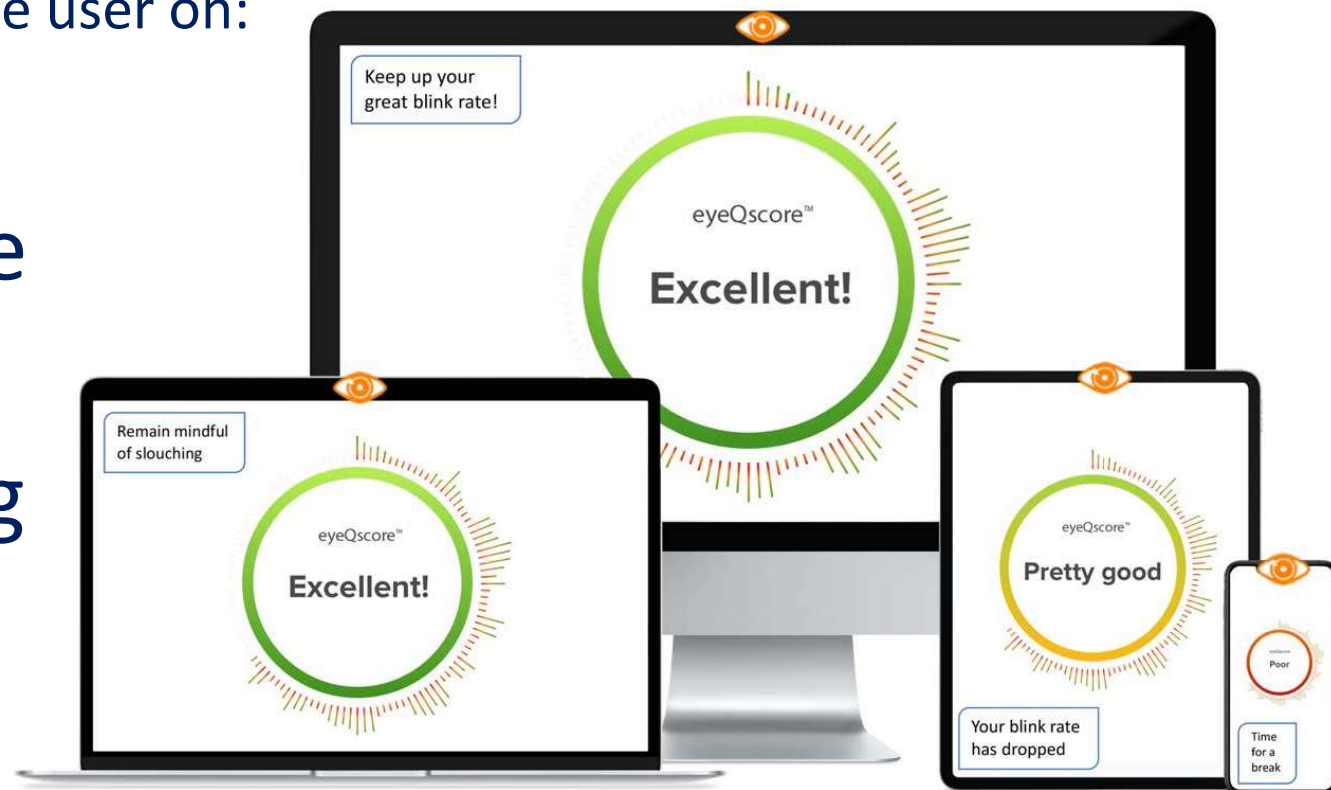 e user on:
e
g
Keep up your
great blink rate!
eyeQscore™
Excellent!
Remain mindful
of slouching
eyeQscore™
Excellent!
eyeQscore™
Pretty good
Your blink rate
has dropped
eyeQscore
Poor
Time
for a
break